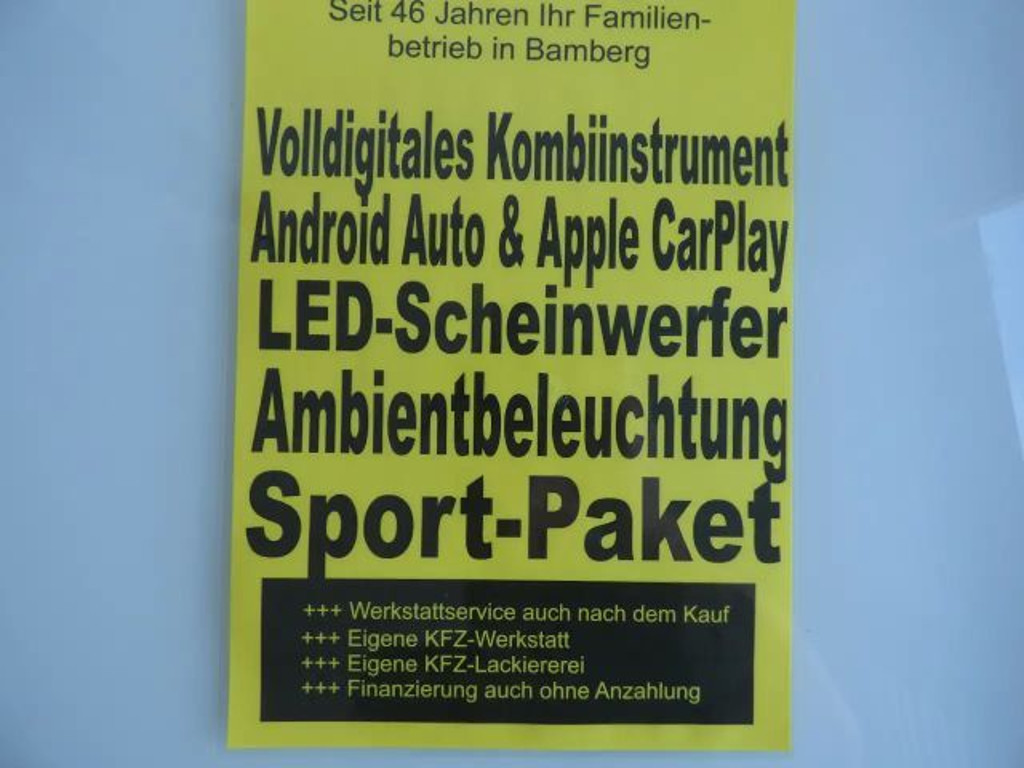 Seit 46 Jahren Ihr Familien-
betrieb in Bamberg
Volldigitales Kombiinstrument
Android Auto & Apple CarPlay
LED-Scheinwerfer
Ambientbeleuchtung
Sport-Paket
+++ Werkstattservice auch nach dem Kauf
+++ Eigene KFZ-Werkstatt
+++ Eigene KFZ-Lackiererei
+++ Finanzierung auch ohne Anzahlung